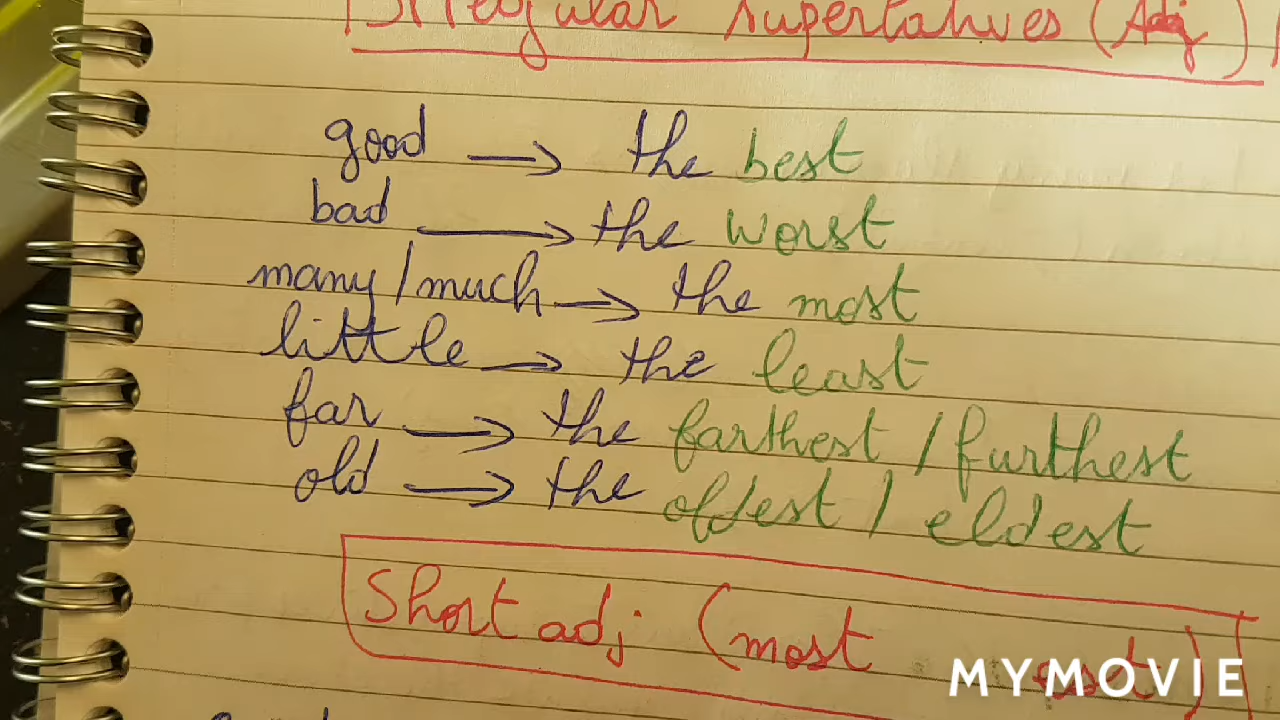 Irregular Superlatives (Adj)
good → the best
bad → the worst
many/much → the most
little → the least
far → the farthest / furthest
old → the oldest / eldest
Short adj (most est)
MYMOVIE